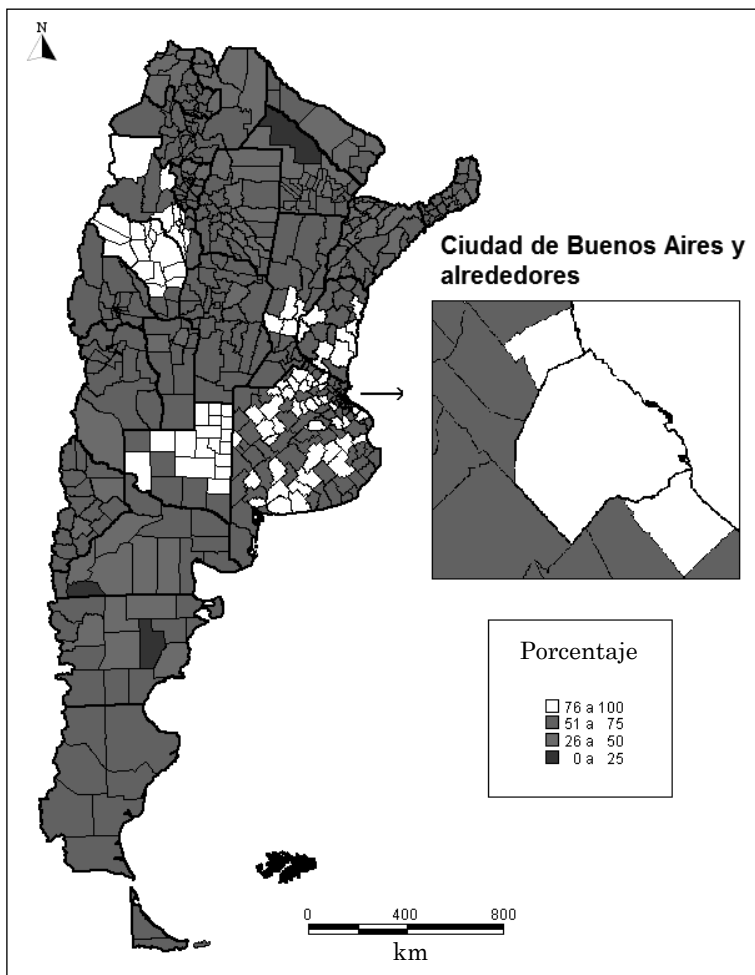 N
Ciudad de Buenos Aires y
alrededores
Porcentaje
76 a 100
51 a 75
26 a 50
0 a 25
0 400 800
km